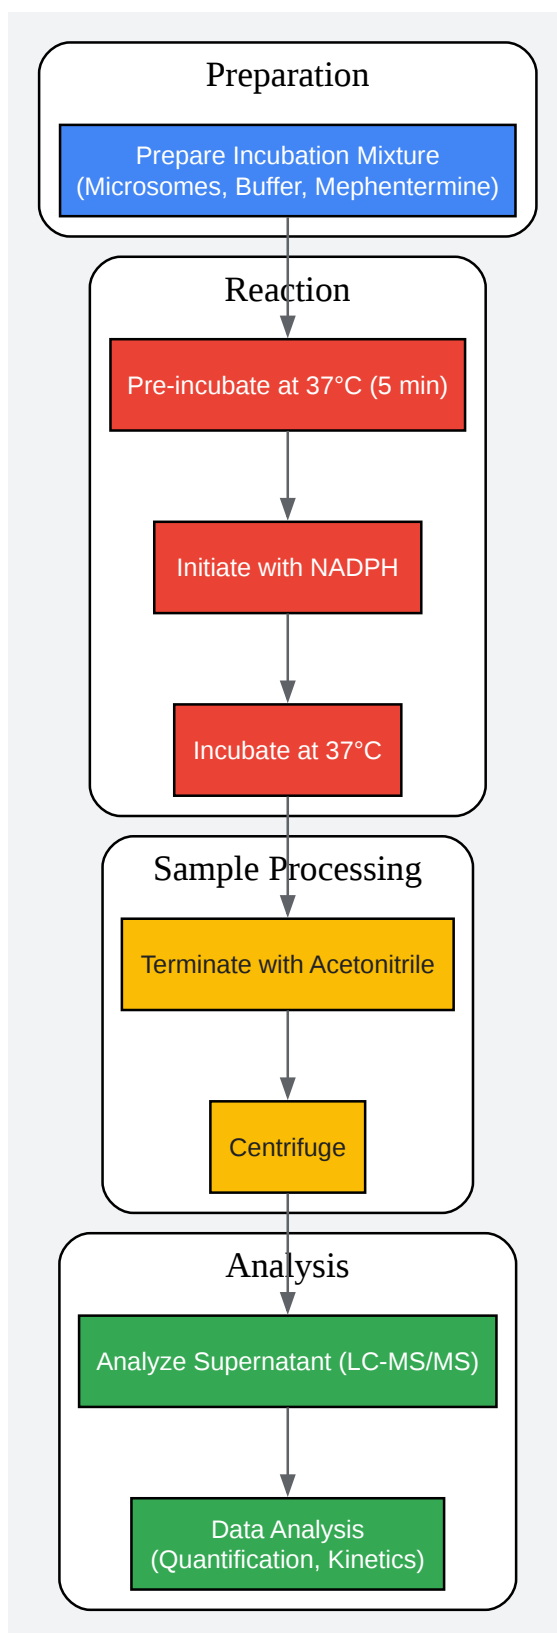 Preparation
Prepare Incubation Mixture
(Microsomes, Buffer, Mephentermine)
Reaction
Pre-incubate at 37°C (5 min)
Initiate with NADPH
Incubate at 37°C
Sample Processing
Terminate with Acetonitrile
Centrifuge
Analysis
Analyze Supernatant (LC-MS/MS)
Data Analysis
(Quantification, Kinetics)